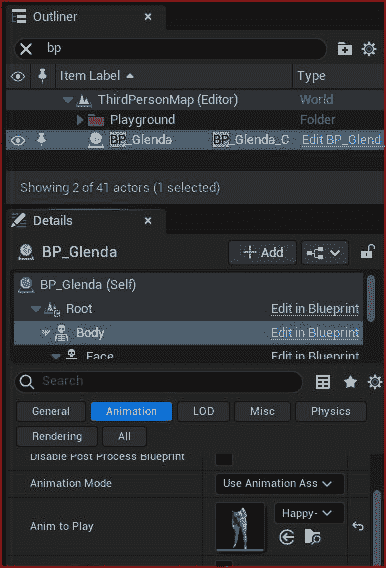 Outliner
bp
Item Label
Type
ThirdPersonMap (Editor)
World
Playground
Folder
BP_Glenda
BP_Glenda_C
Edit BP_Glend
Showing 2 of 41 actors (1 selected)
Details
BP_Glenda
+ Add
BP_Glenda (Self)
Root
Edit in Blueprint
Body
Edit in Blueprint
Face
Edit in Blueprint
Search
General
Animation
LOD
Misc
Physics
Rendering
All
Disable Post Process Blueprint
Animation Mode
Use Animation Ass
Anim to Play
Happy-